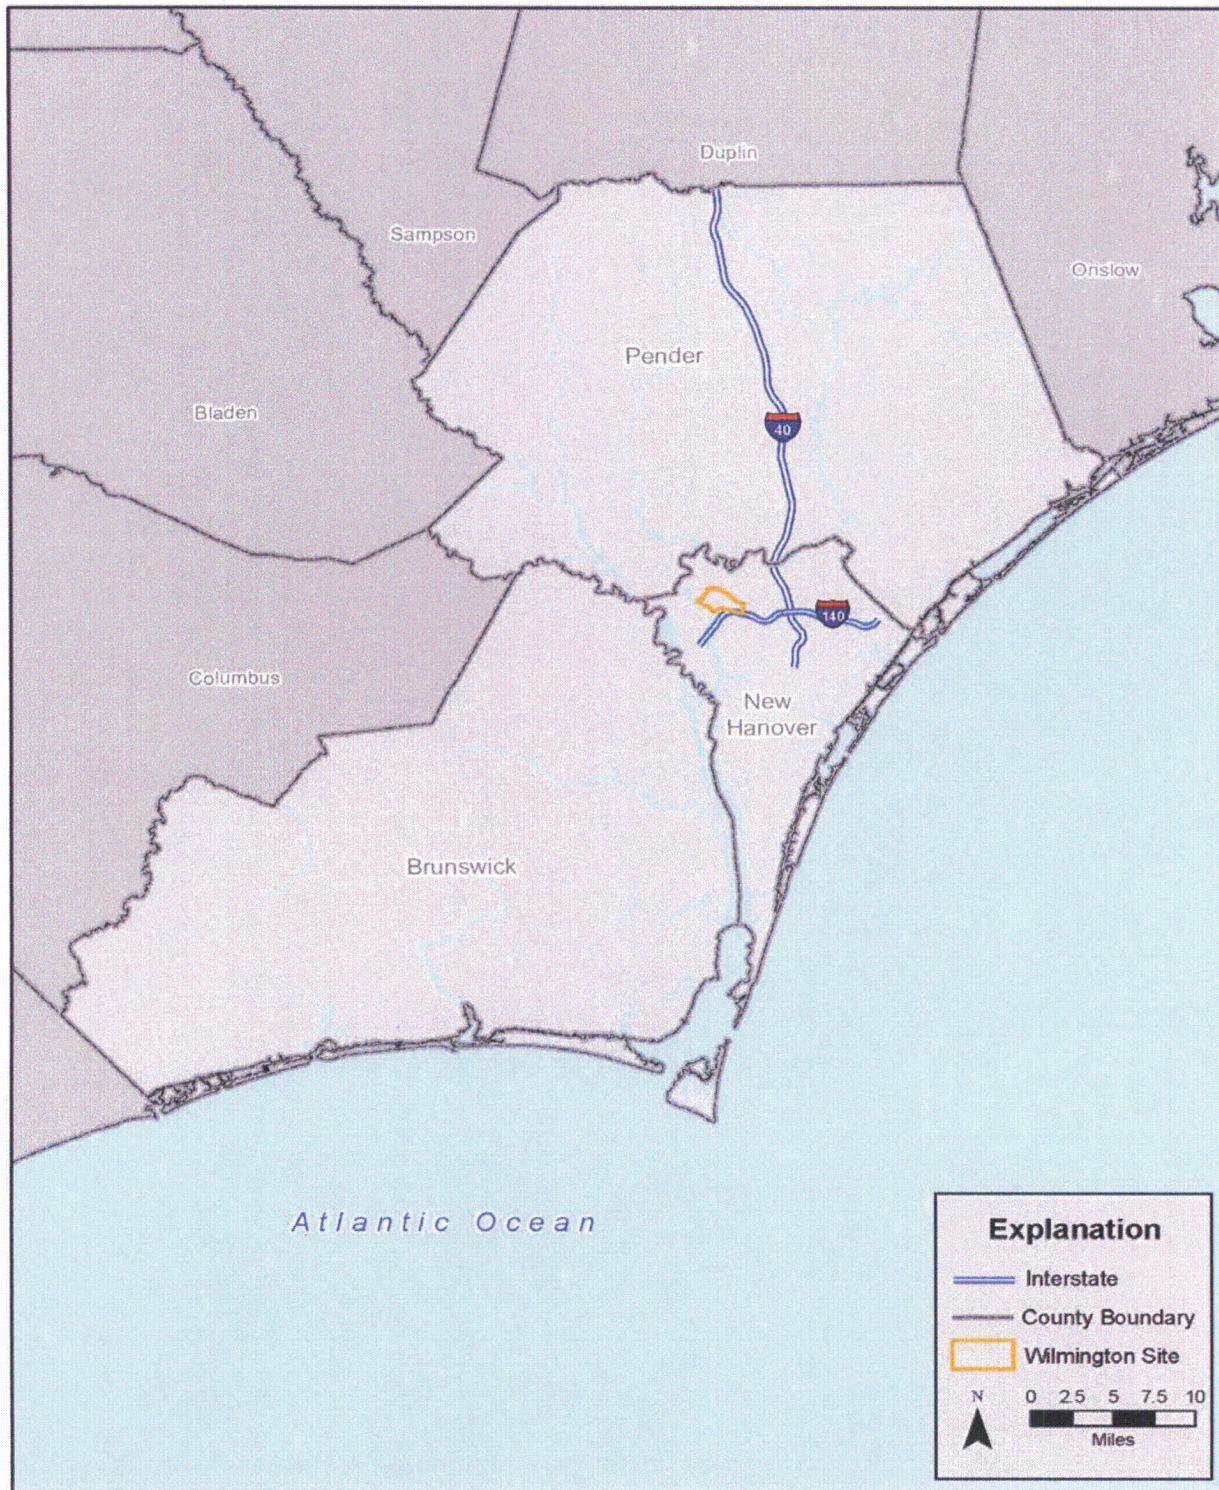 Duplin
Sampson
Onslow
Pender
Bladen
40
140
Columbus
New
Hanover
Brunswick
Atlantic Ocean
Explanation
Interstate
County Boundary
Wilmington Site
N
0 2.5 5 7.5 10
Miles